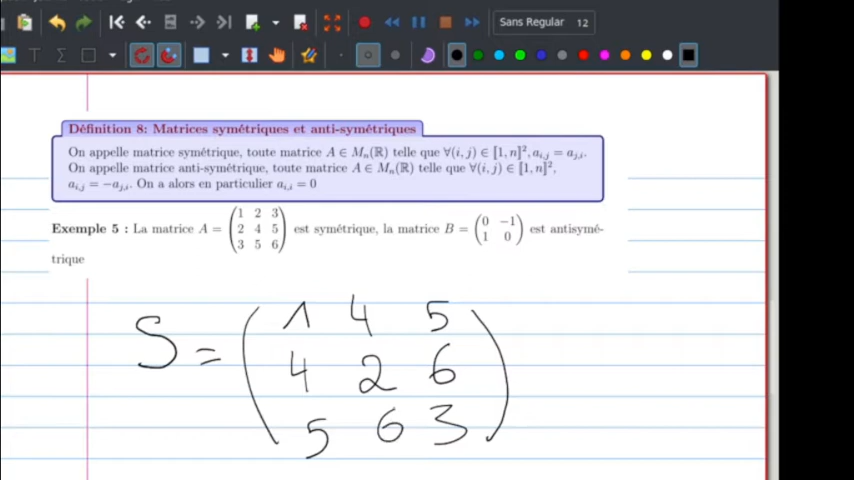 Sans Regular 12
Définition 8: Matrices symétriques et anti-symétriques
On appelle matrice symétrique, toute matrice A ∈ Mₙ(ℝ) telle que ∀(i, j) ∈ ⟦1, n⟧², aᵢ,ⱼ = aⱼ,ᵢ.
On appelle matrice anti-symétrique, toute matrice A ∈ Mₙ(ℝ) telle que ∀(i, j) ∈ ⟦1, n⟧²,
aᵢ,ⱼ = −aⱼ,ᵢ. On a alors en particulier aᵢ,ᵢ = 0
1 2 3
Exemple 5 : La matrice A = ( 2 4 5 ) est symétrique, la matrice B = ( 0 −1 1 0 ) est antisymé-
3 5 6
trique
1 4 5
S = ( 4 2 6 )
5 6 3